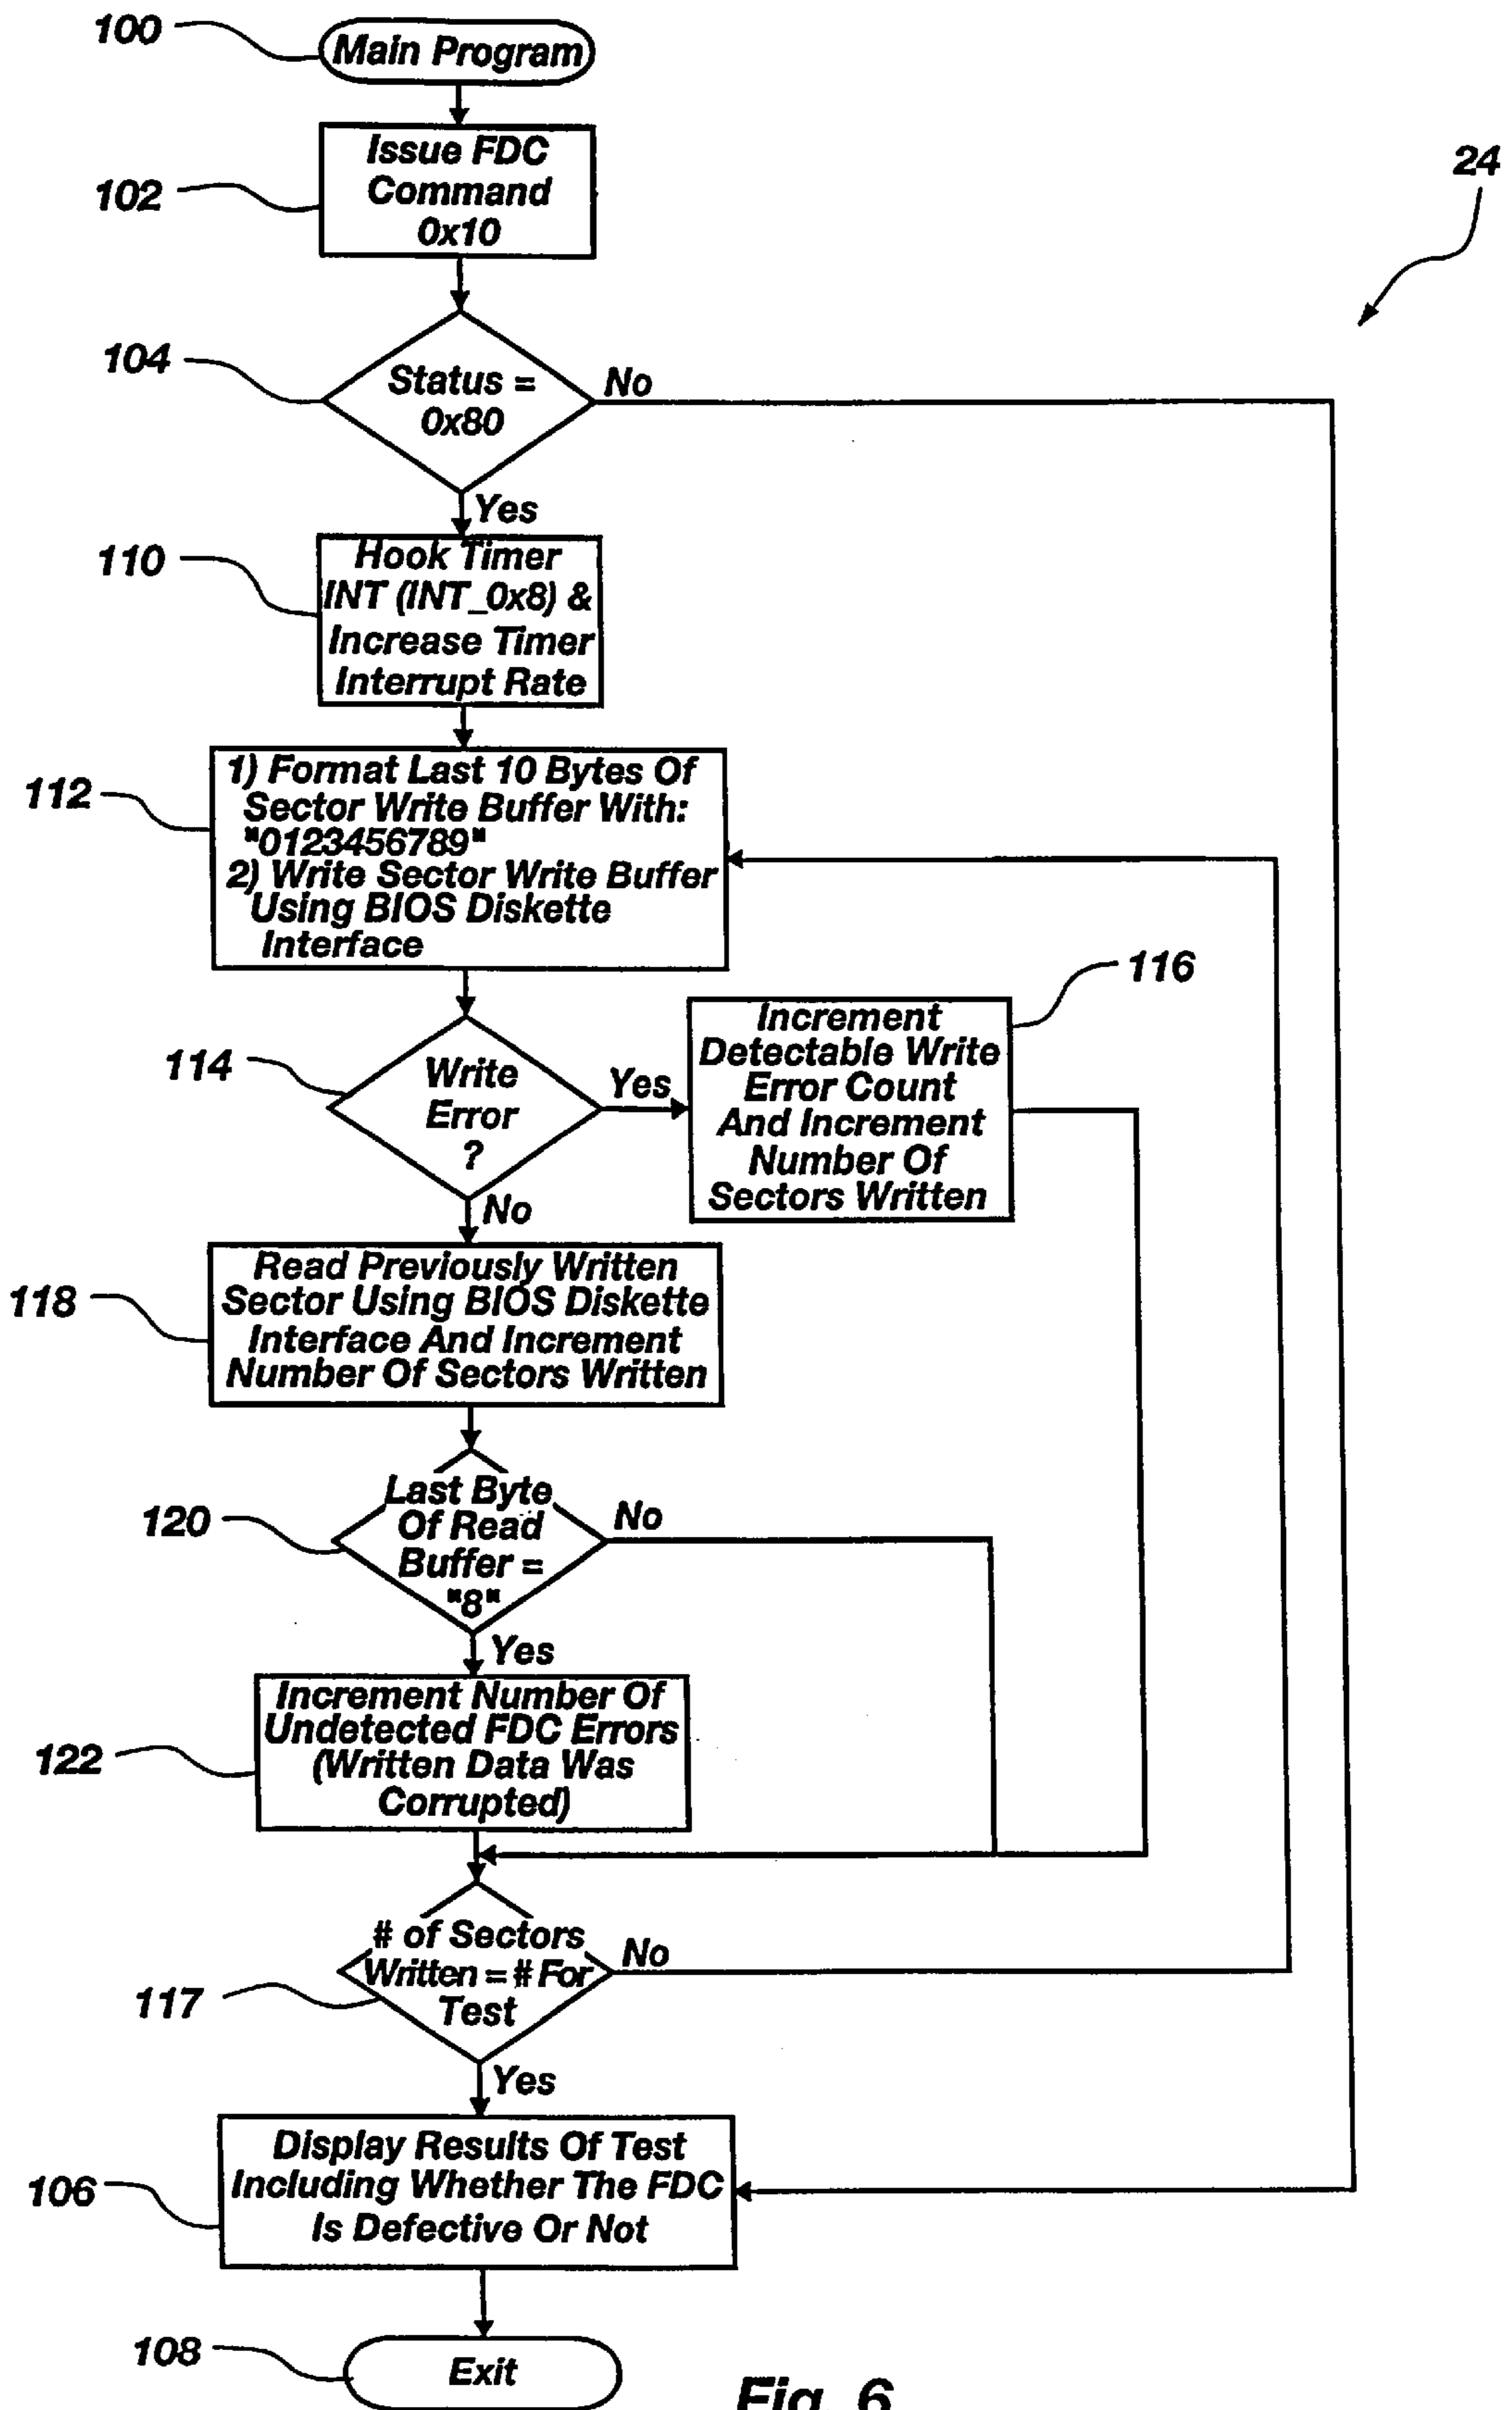 100
Main Program
24
102
Issue FDC
Command
0x10
104
Status =
0x80
No
Yes
110
Hook Timer
INT (INT_0x8) &
Increase Timer
Interrupt Rate
112
1) Format Last 10 Bytes Of
Sector Write Buffer With:
"0123456789"
2) Write Sector Write Buffer
Using BIOS Diskette
Interface
114
Write
Error
?
Yes
No
116
Increment
Detectable Write
Error Count
And Increment
Number Of
Sectors Written
118
Read Previously Written
Sector Using BIOS Diskette
Interface And Increment
Number Of Sectors Written
120
Last Byte
Of Read
Buffer =
"8"
No
Yes
122
Increment Number Of
Undetected FDC Errors
(Written Data Was
Corrupted)
117
# of Sectors
Written = # For
Test
No
Yes
106
Display Results Of Test
Including Whether The FDC
Is Defective Or Not
108
Exit
Fig. 6